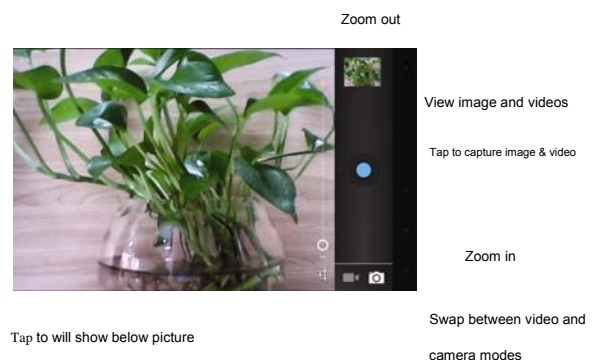 Zoom out
View image and videos
Tap to capture image & video
Zoom in
Swap between video and
camera modes
Tap to will show below picture